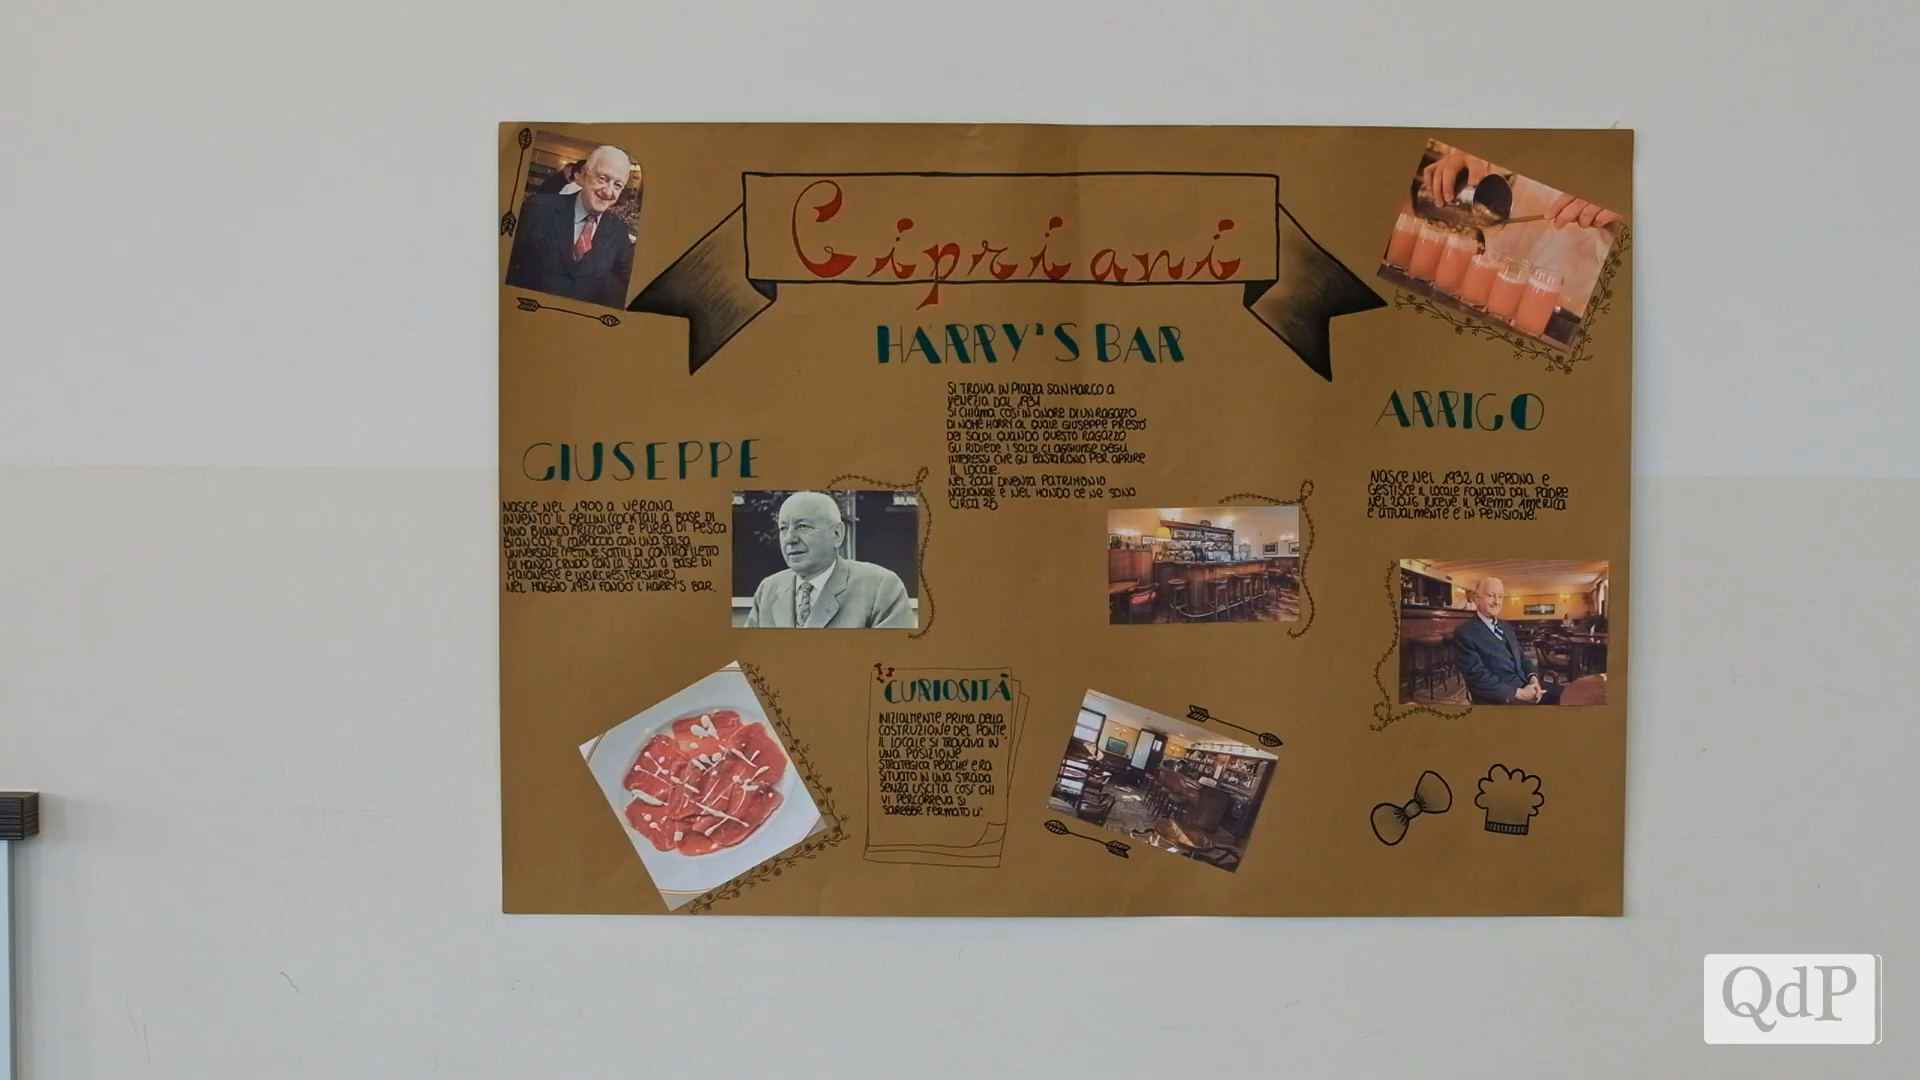 Cipriani
HARRY'S BAR
SI TROVA IN PIAZZA SAN MARCO A
VENEZIA DAL 1931
SI CHIAMA COSÌ IN ONORE DI UN RAGAZZO
DI NOME HARRY AL QUALE GIUSEPPE PRESTO'
DEI SOLDI. QUANDO QUESTO RAGAZZO
GLI RIDIEDE I SOLDI CI AGGIUNSE DEGLI
INTERESSI CHE GLI BASTARONO PER APRIRE
IL LOCALE.
NEL 2001 DIVENTA PATRIMONIO
NAZIONALE E NEL MONDO CE NE SONO
CIRCA 25
GIUSEPPE
NASCE NEL 1900 A VERONA
INVENTO' IL BELLINI (COCKTAIL A BASE DI
VINO BIANCO FRIZZANTE E PUREA DI PESCA
BIANCA) IL CARPACCIO CON UNA SALSA
UNIVERSALE (FETTINE SOTTILI DI CONTROFILETTO
DI MANZO CRUDO CON LA SALSA A BASE DI
MAIONESE E WORCHESTERSHIRE)
NEL MAGGIO 1931 FONDO' L'HARRY'S BAR.
ARRIGO
NASCE NEL 1932 A VERONA E
GESTISCE IL LOCALE FONDATO DAL PADRE
NEL 2016 RICEVE IL PREMIO AMERICA
E ATTUALMENTE E IN PENSIONE.
CURIOSITÀ
INIZIALMENTE PRIMA DELLA
COSTRUZIONE DEL PONTE
IL LOCALE SI TROVAVA IN
UNA POSIZIONE
STRATEGICA PERCHE' ERA
SITUATO IN UNA STRADA
SENZA USCITA COSI' CHI
VI PERCORREVA SI
SAREBBE FERMATO LI'.
QdP